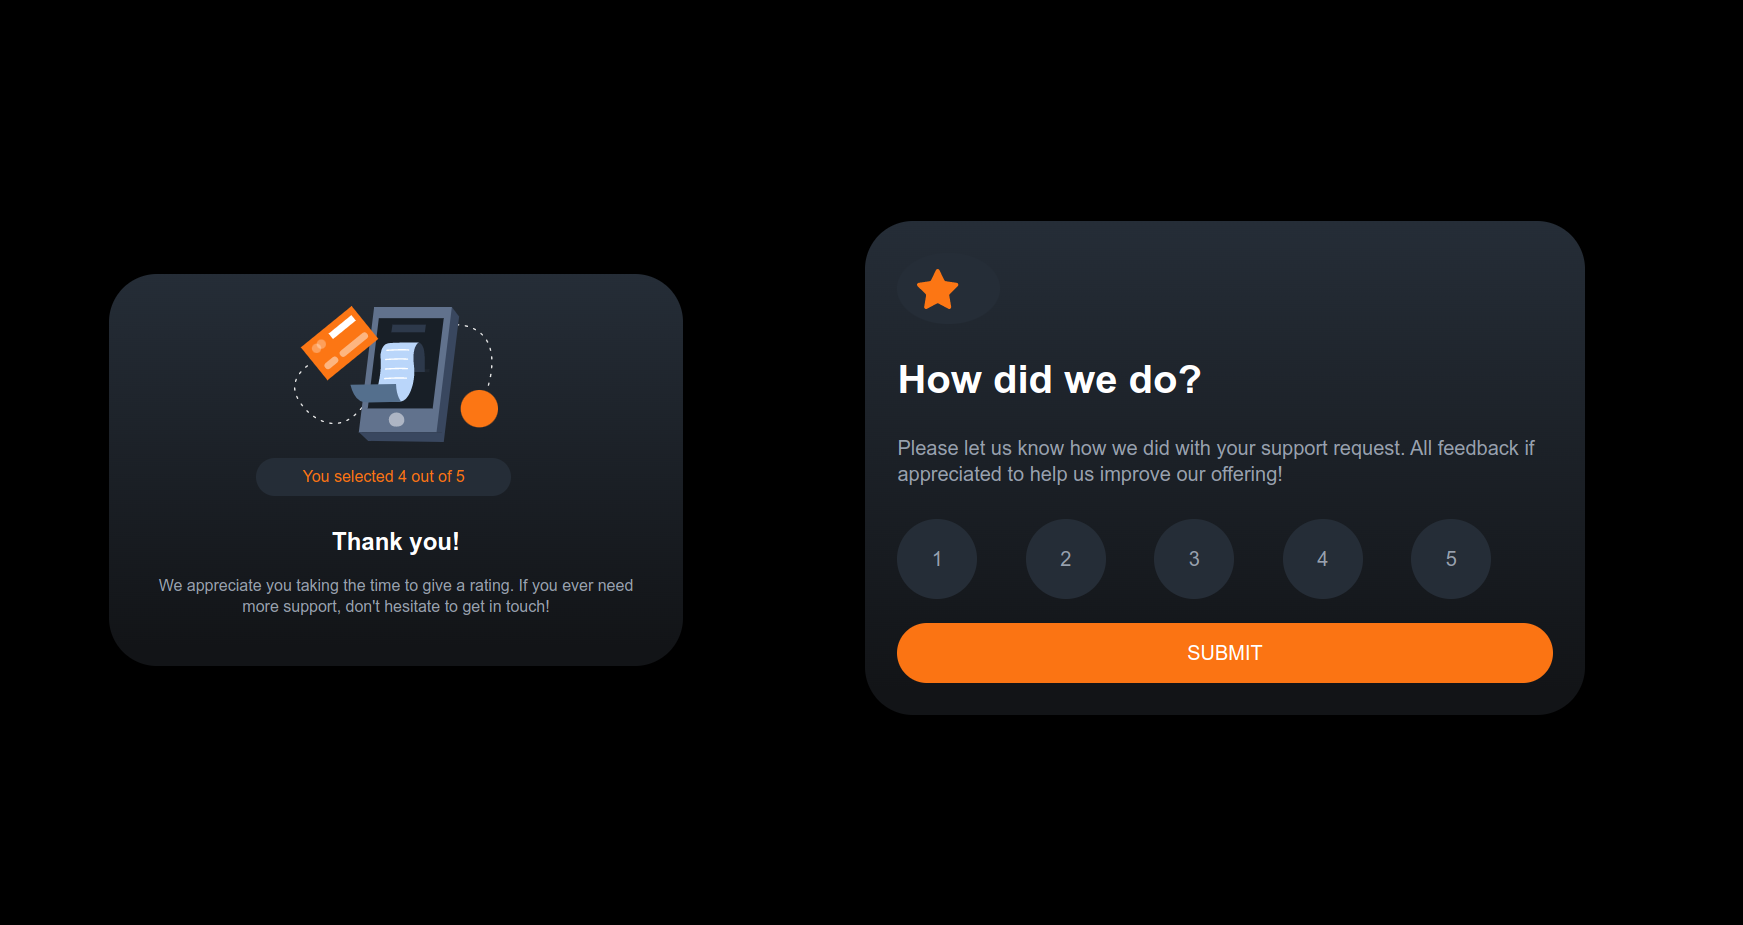 You selected 4 out of 5
Thank you!
We appreciate you taking the time to give a rating. If you ever need
more support, don't hesitate to get in touch!
How did we do?
Please let us know how we did with your support request. All feedback if
appreciated to help us improve our offering!
1 2 3 4 5
SUBMIT